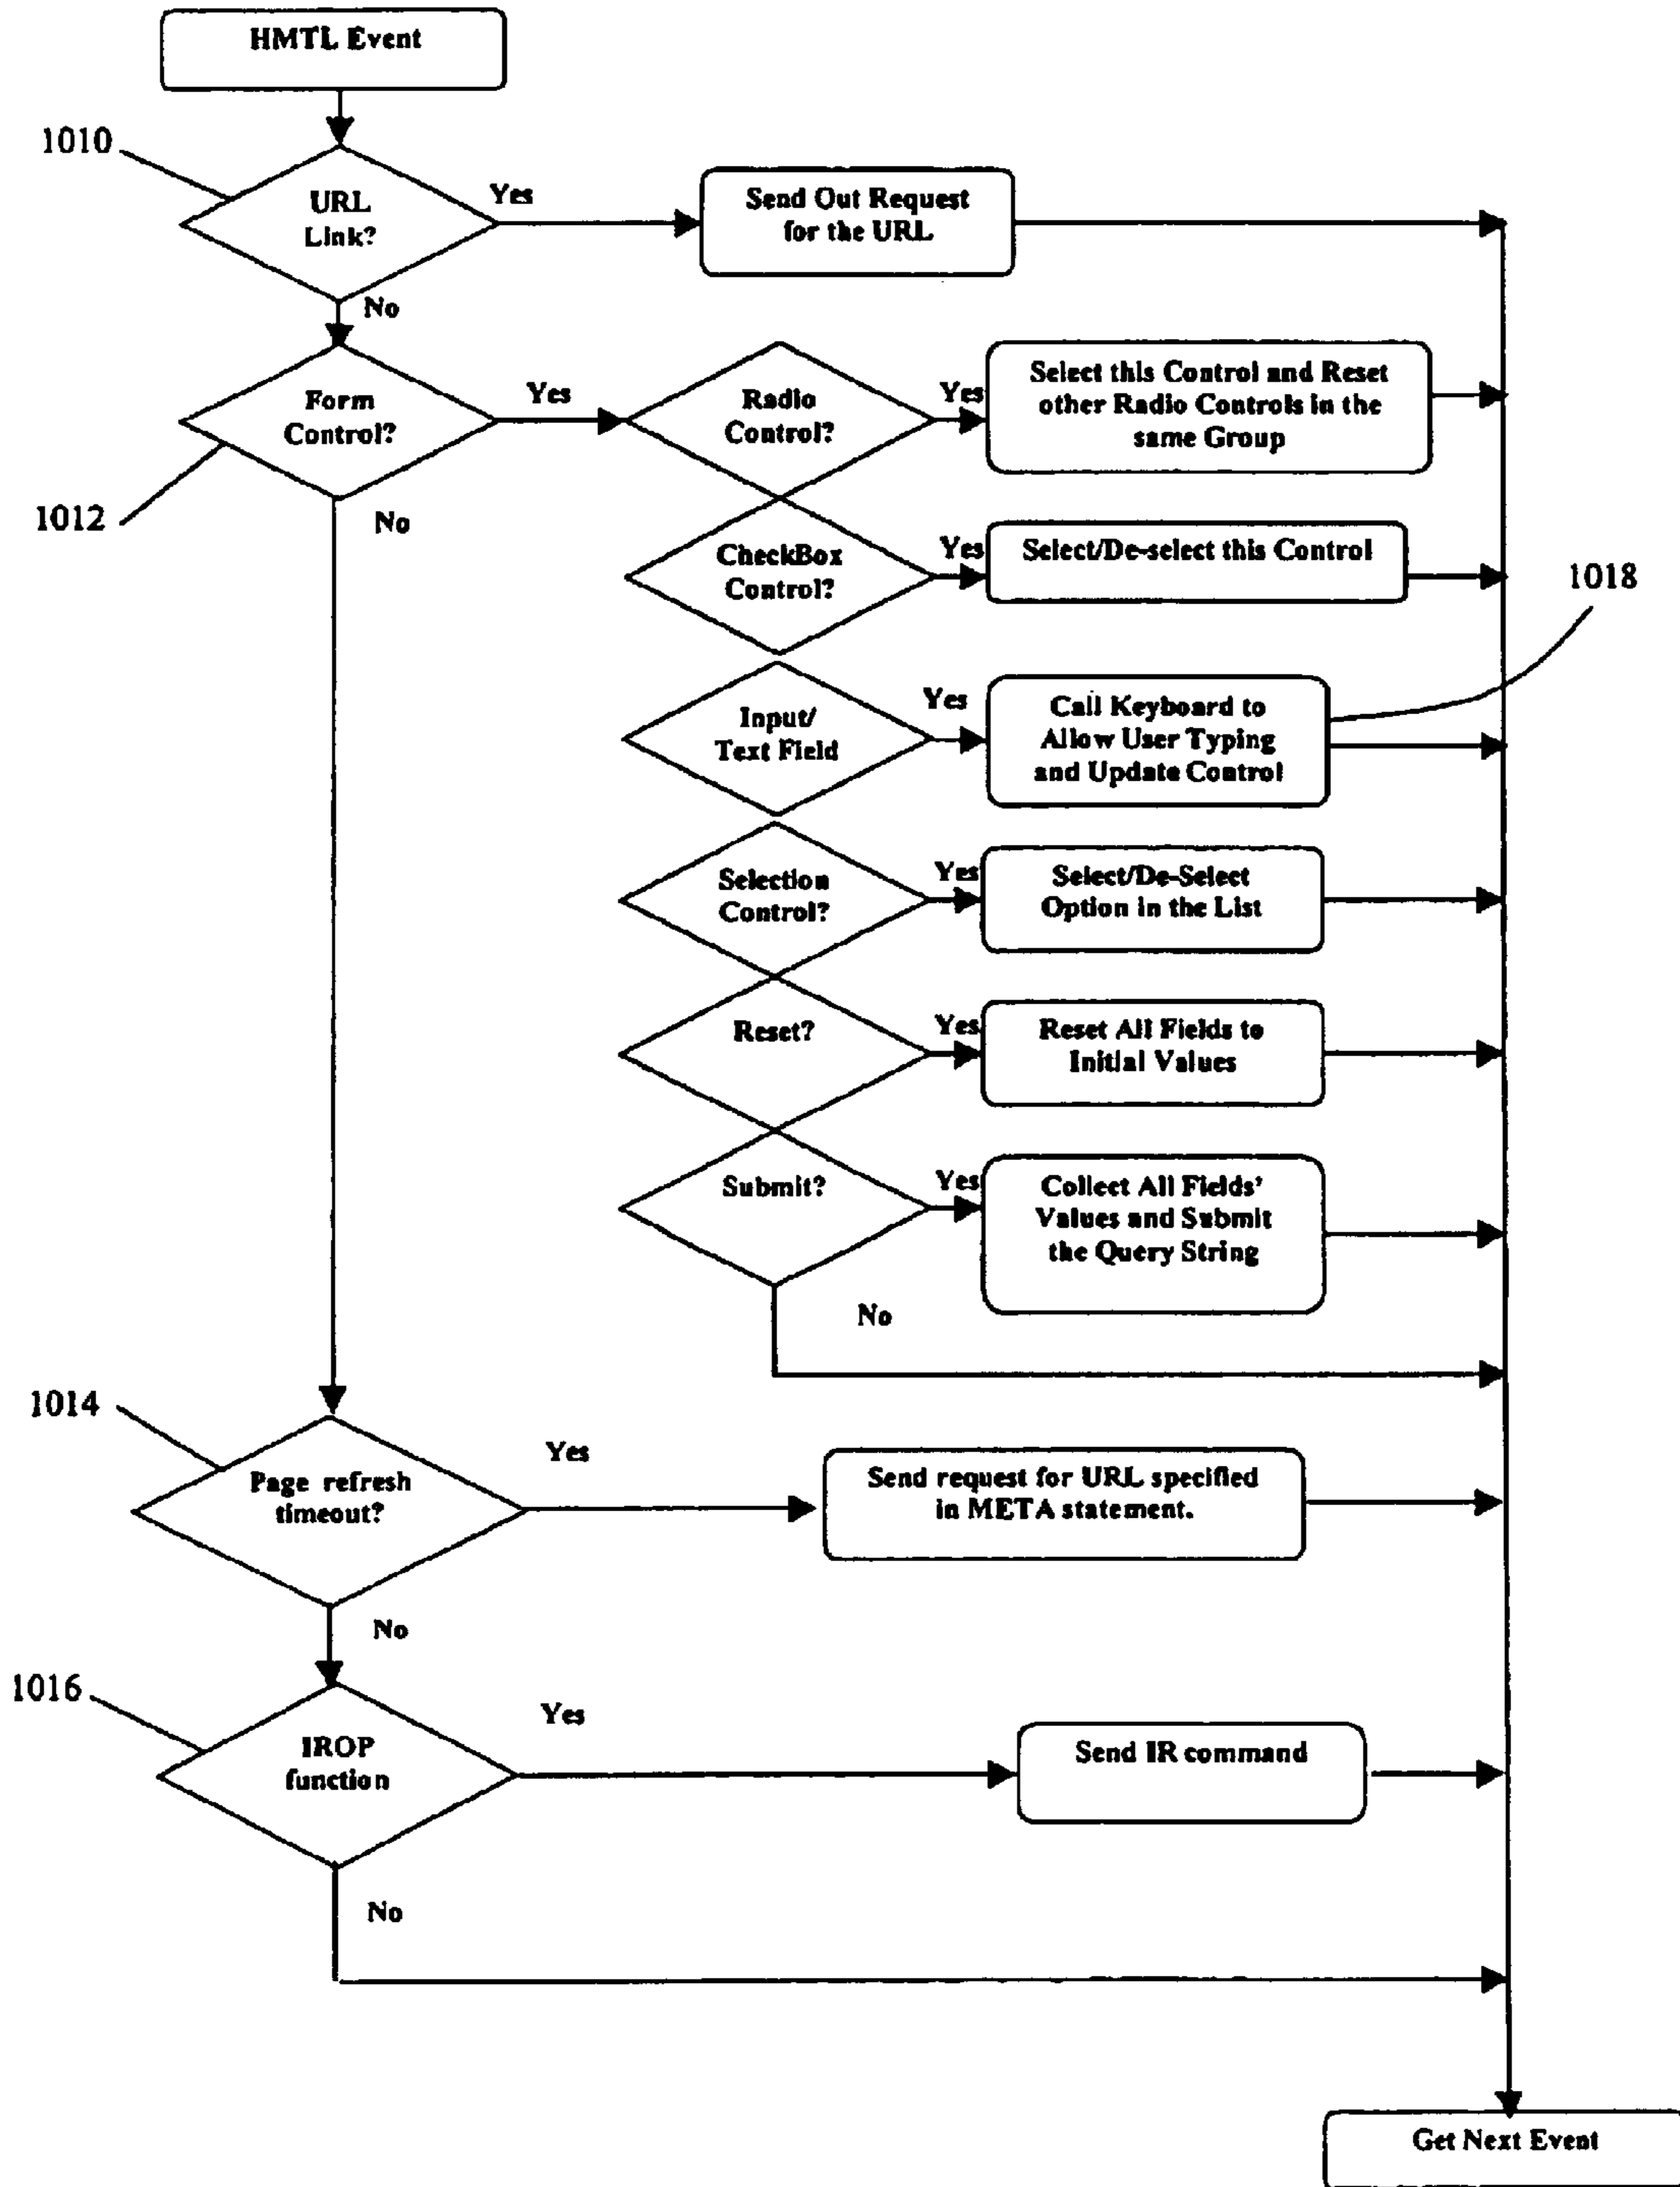 HMTL Event
1010
URL
Link?
Yes
Send Out Request
for the URL
No
Form
Control?
Yes
Radio
Control?
Yes
Select this Control and Reset
other Radio Controls in the
same Group
1012
No
CheckBox
Control?
Yes
Select/De-select this Control
1018
Input/
Text Field
Yes
Call Keyboard to
Allow User Typing
and Update Control
Selection
Control?
Yes
Select/De-Select
Option in the List
Reset?
Yes
Reset All Fields to
Initial Values
Submit?
Yes
Collect All Fields'
Values and Submit
the Query String
No
1014
Page refresh
timeout?
Yes
Send request for URL specified
in META statement.
No
1016
IROP
function
Yes
Send IR command
No
Get Next Event